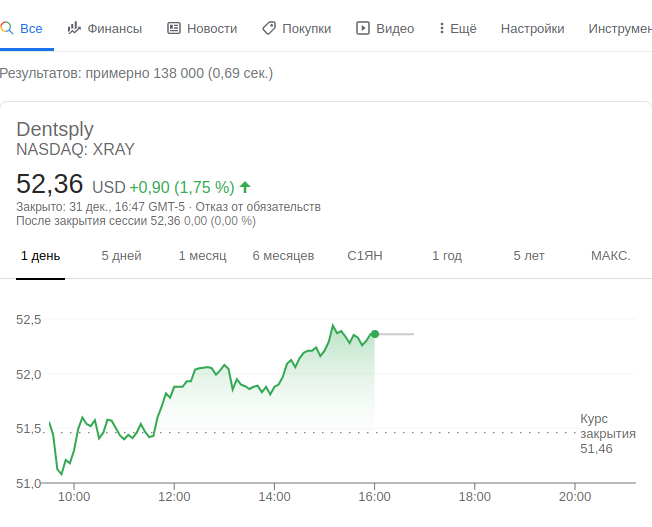 Все Финансы Новости Покупки Видео Ещё Настройки Инструмен
Результатов: примерно 138 000 (0,69 сек.)
Dentsply
NASDAQ: XRAY
52,36 USD +0,90 (1,75 %)
Закрыто: 31 дек., 16:47 GMT-5 · Отказ от обязательств
После закрытия сессии 52,36 0,00 (0,00 %)
1 день 5 дней 1 месяц 6 месяцев С1ЯН 1 год 5 лет МАКС.
52,5
52,0
51,5
51,0
Курс
закрытия
51,46
10:00 12:00 14:00 16:00 18:00 20:00